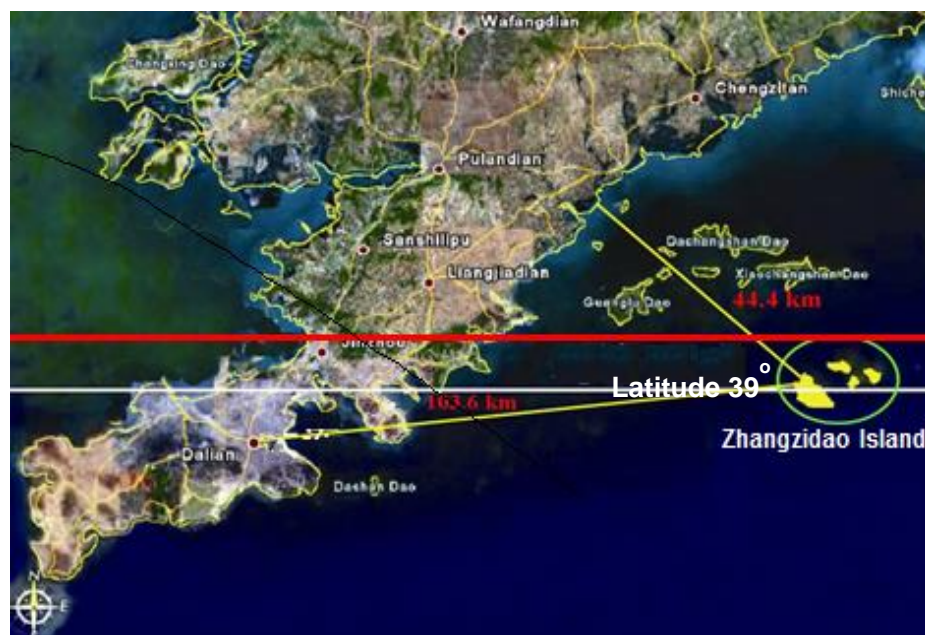 Wafangdian
Dao
Chengzitan
Shiche
Pulandian
Dachangshan Dao
Sanshilipu
Xiaochangshan Dao
Liangjiadian
Guanglu Dao
44.4 km
Latitude 39°
163.6 km
Zhangzidao Island
Dalian
Dashan Dao
N
E